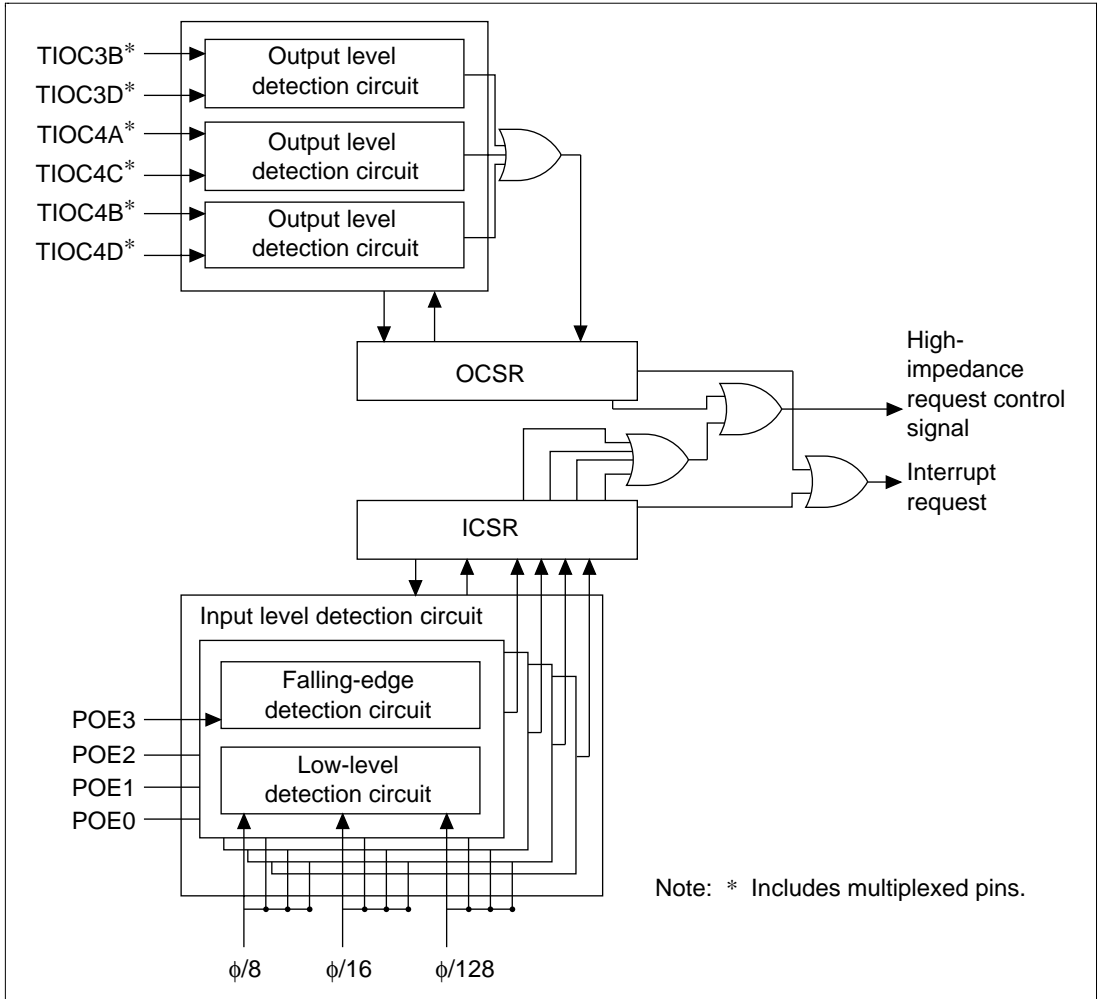 TIOC3B*
TIOC3D*
TIOC4A*
TIOC4C*
TIOC4B*
TIOC4D*
Output level
detection circuit
Output level
detection circuit
Output level
detection circuit
OCSR
High-
impedance
request control
signal
Interrupt
request
ICSR
Input level detection circuit
Falling-edge
detection circuit
Low-level
detection circuit
POE3
POE2
POE1
POE0
ϕ/8
ϕ/16
ϕ/128
Note: * Includes multiplexed pins.